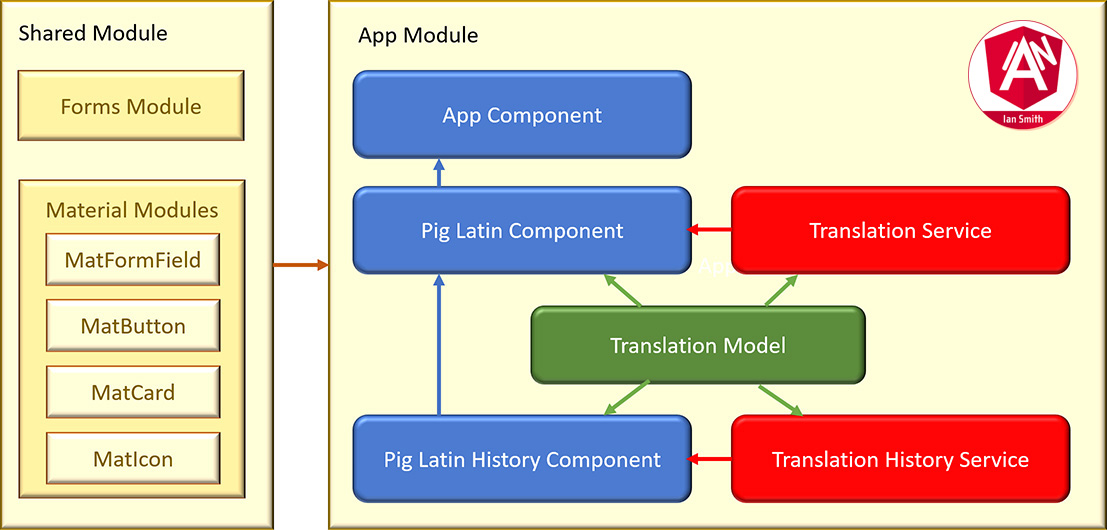 Shared Module
Forms Module
Material Modules
MatFormField
MatButton
MatCard
MatIcon
App Module
IAN
Ian Smith
App Component
Pig Latin Component
Translation Service
App
Translation Model
Pig Latin History Component
Translation History Service